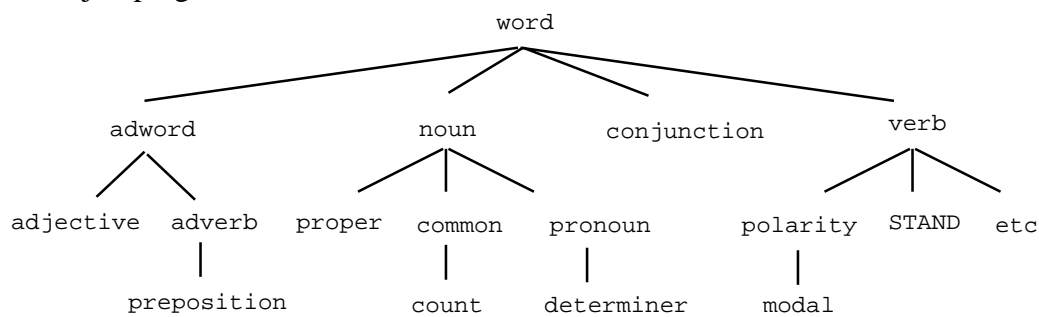 word
adword noun conjunction verb
adjective adverb proper common pronoun polarity STAND etc
preposition count determiner modal